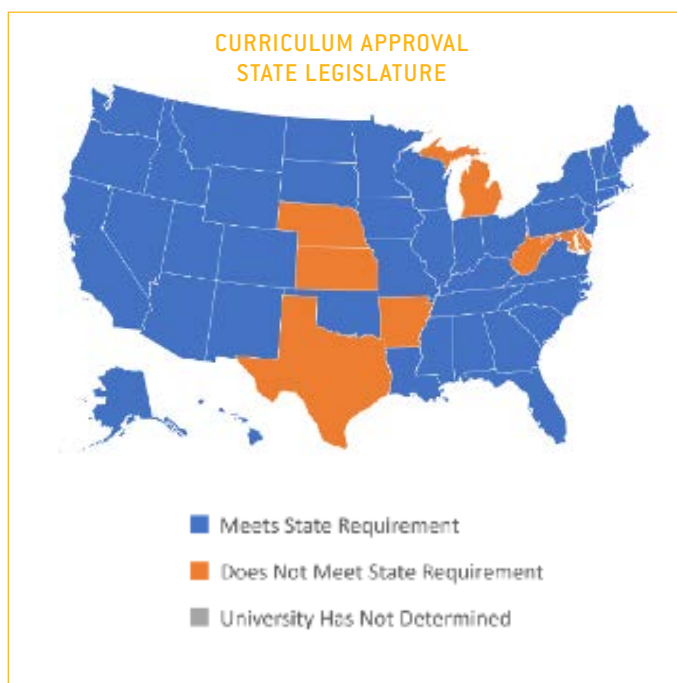 CURRICULUM APPROVAL
STATE LEGISLATURE
Meets State Requirement
Does Not Meet State Requirement
University Has Not Determined